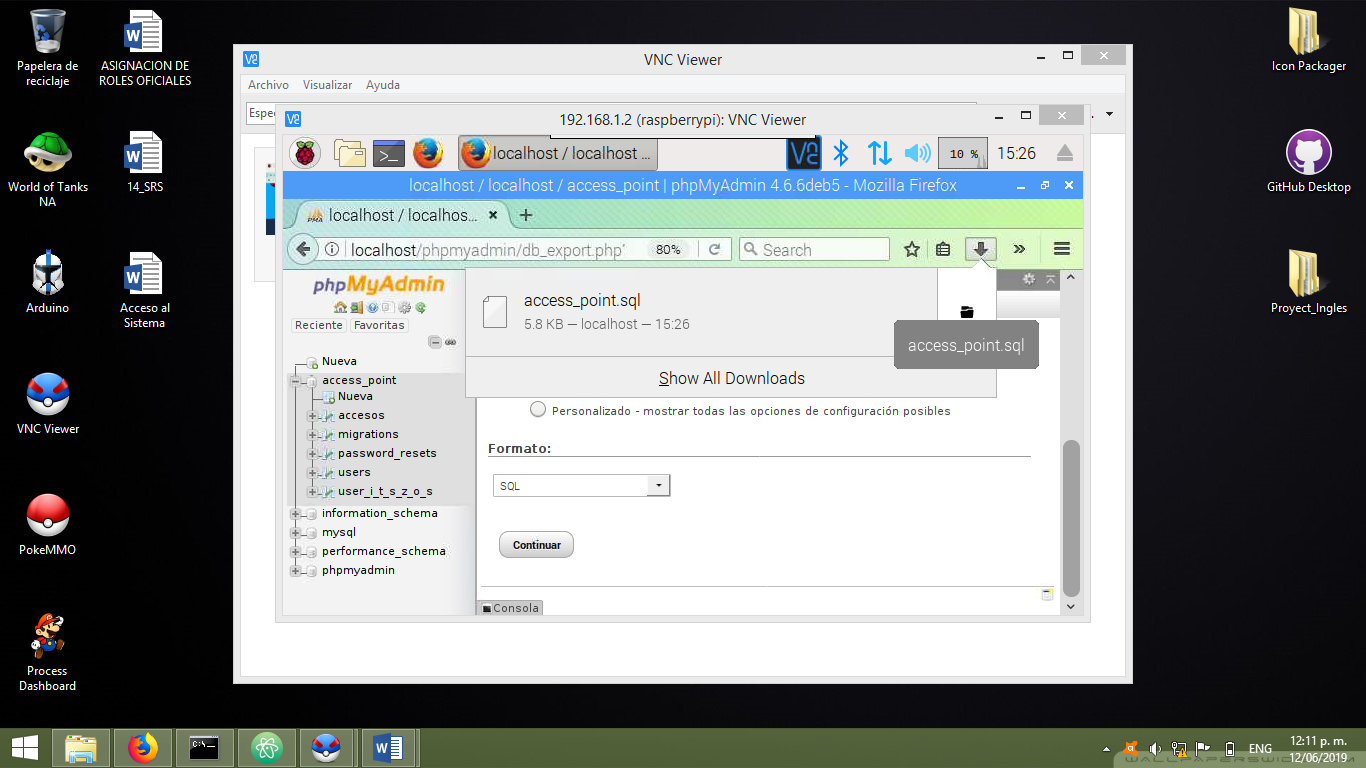 Papelera de
reciclaje
ASIGNACION DE
ROLES OFICIALES
World of Tanks
NA
14_SRS
Arduino
Acceso al
Sistema
VNC Viewer
PokeMMO
Process
Dashboard
Icon Packager
GitHub Desktop
Proyect_Ingles
VNC Viewer
Archivo Visualizar Ayuda
Espec
192.168.1.2 (raspberrypi): VNC Viewer
localhost / localhost ...
10 %
15:26
localhost / localhost / access_point | phpMyAdmin 4.6.6deb5 - Mozilla Firefox
PMA
localhost / localhos...
localhost/phpmyadmin/db_export.php?
80%
Search
phpMyAdmin
Reciente Favoritas
Nueva
access_point
Nueva
accesos
migrations
password_resets
users
user_i_t_s_z_o_s
information_schema
mysql
performance_schema
phpmyadmin
access_point.sql
5.8 KB — localhost — 15:26
access_point.sql
Show All Downloads
Personalizado - mostrar todas las opciones de configuración posibles
Formato:
SQL
Continuar
Consola
ENG
12:11 p. m.
12/06/2019